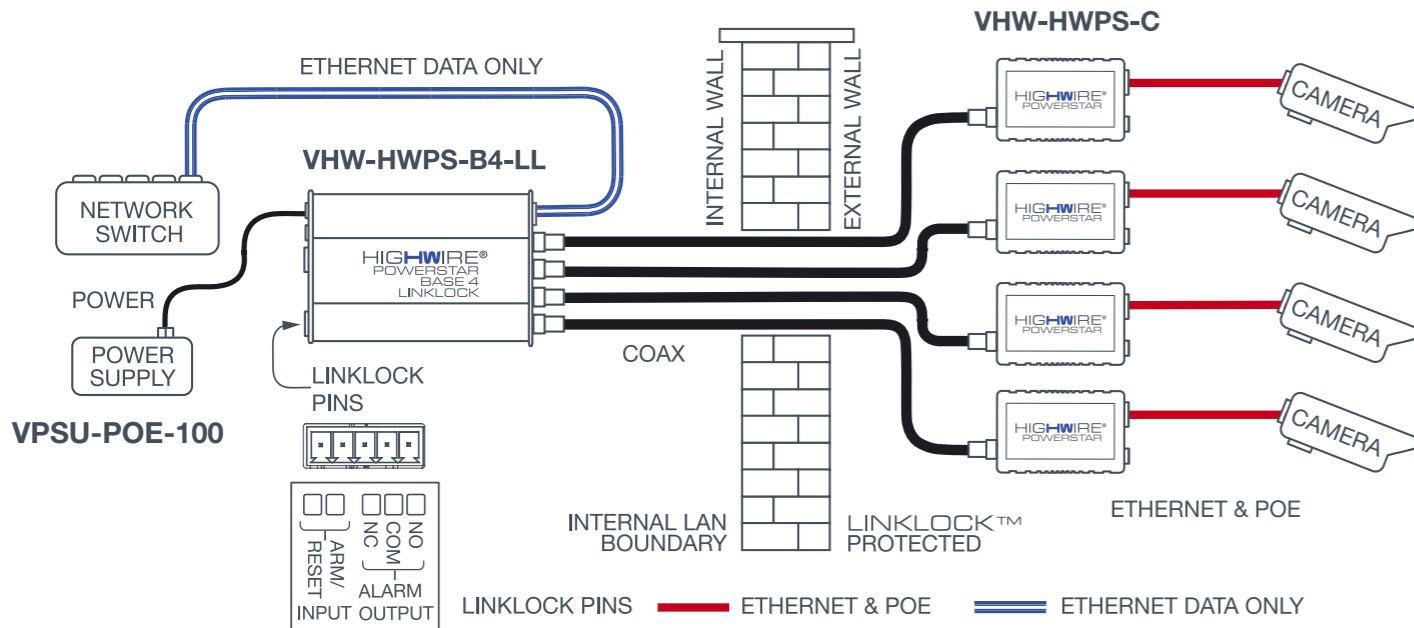 VHW-HWPS-C
ETHERNET DATA ONLY
INTERNAL WALL
EXTERNAL WALL
HIGHWIRE®
POWERSTAR
CAMERA
VHW-HWPS-B4-LL
NETWORK
SWITCH
HIGHWIRE®
POWERSTAR
BASE 4
LINKLOCK
HIGHWIRE®
POWERSTAR
CAMERA
POWER
POWER
SUPPLY
VPSU-POE-100
LINKLOCK
PINS
COAX
HIGHWIRE®
POWERSTAR
CAMERA
HIGHWIRE®
POWERSTAR
CAMERA
ETHERNET & POE
INTERNAL LAN
BOUNDARY
LINKLOCK™
PROTECTED
ARM/
RESET
INPUT
NO
COM
NC
ALARM
OUTPUT
LINKLOCK PINS
ETHERNET & POE
ETHERNET DATA ONLY